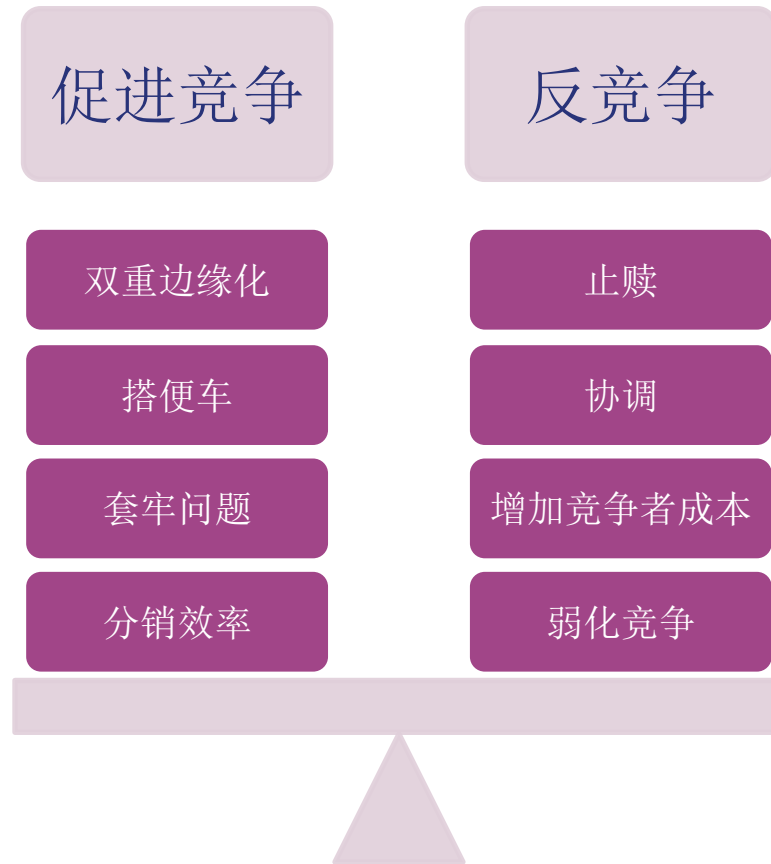 促进竞争
反竞争
双重边缘化
止赎
搭便车
协调
套牢问题
增加竞争者成本
分销效率
弱化竞争